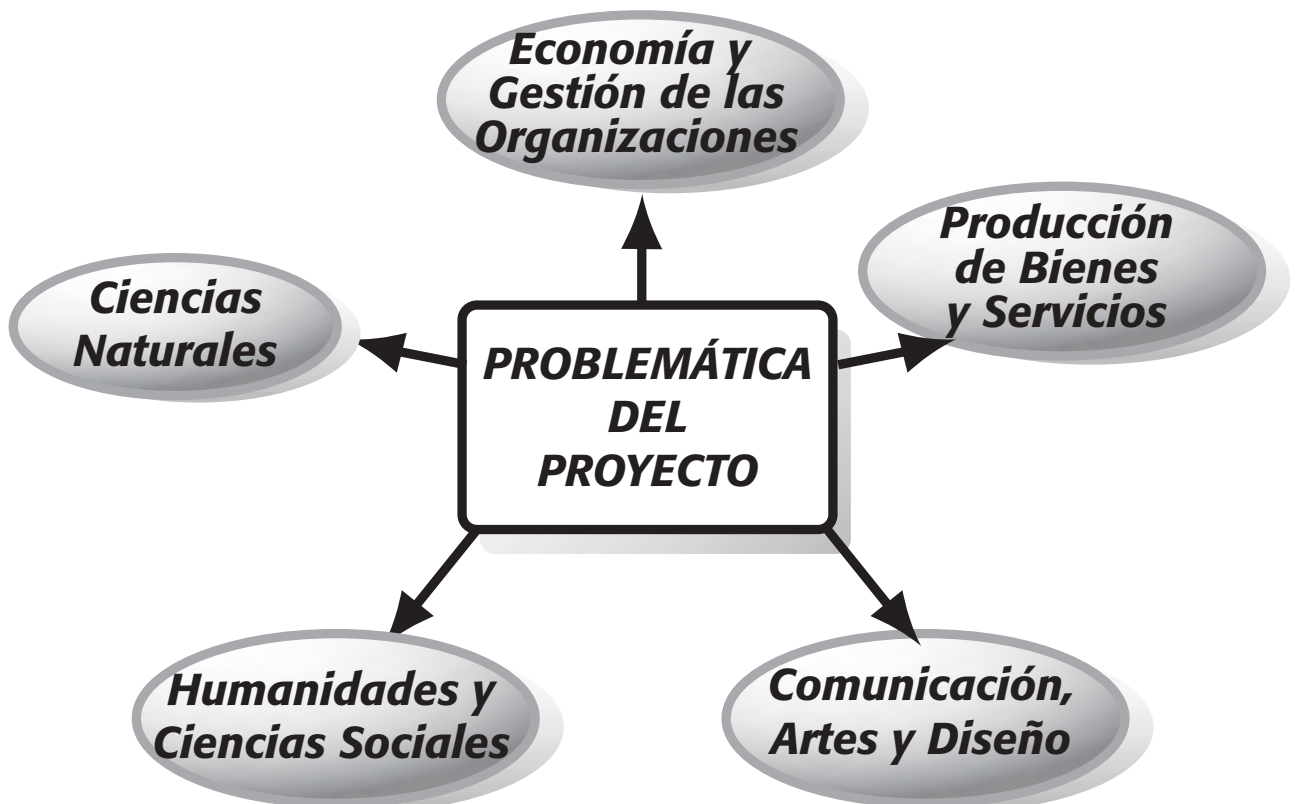 Economía y
Gestión de las
Organizaciones
Producción
de Bienes
y Servicios
Ciencias
Naturales
PROBLEMÁTICA
DEL
PROYECTO
Humanidades y
Ciencias Sociales
Comunicación,
Artes y Diseño